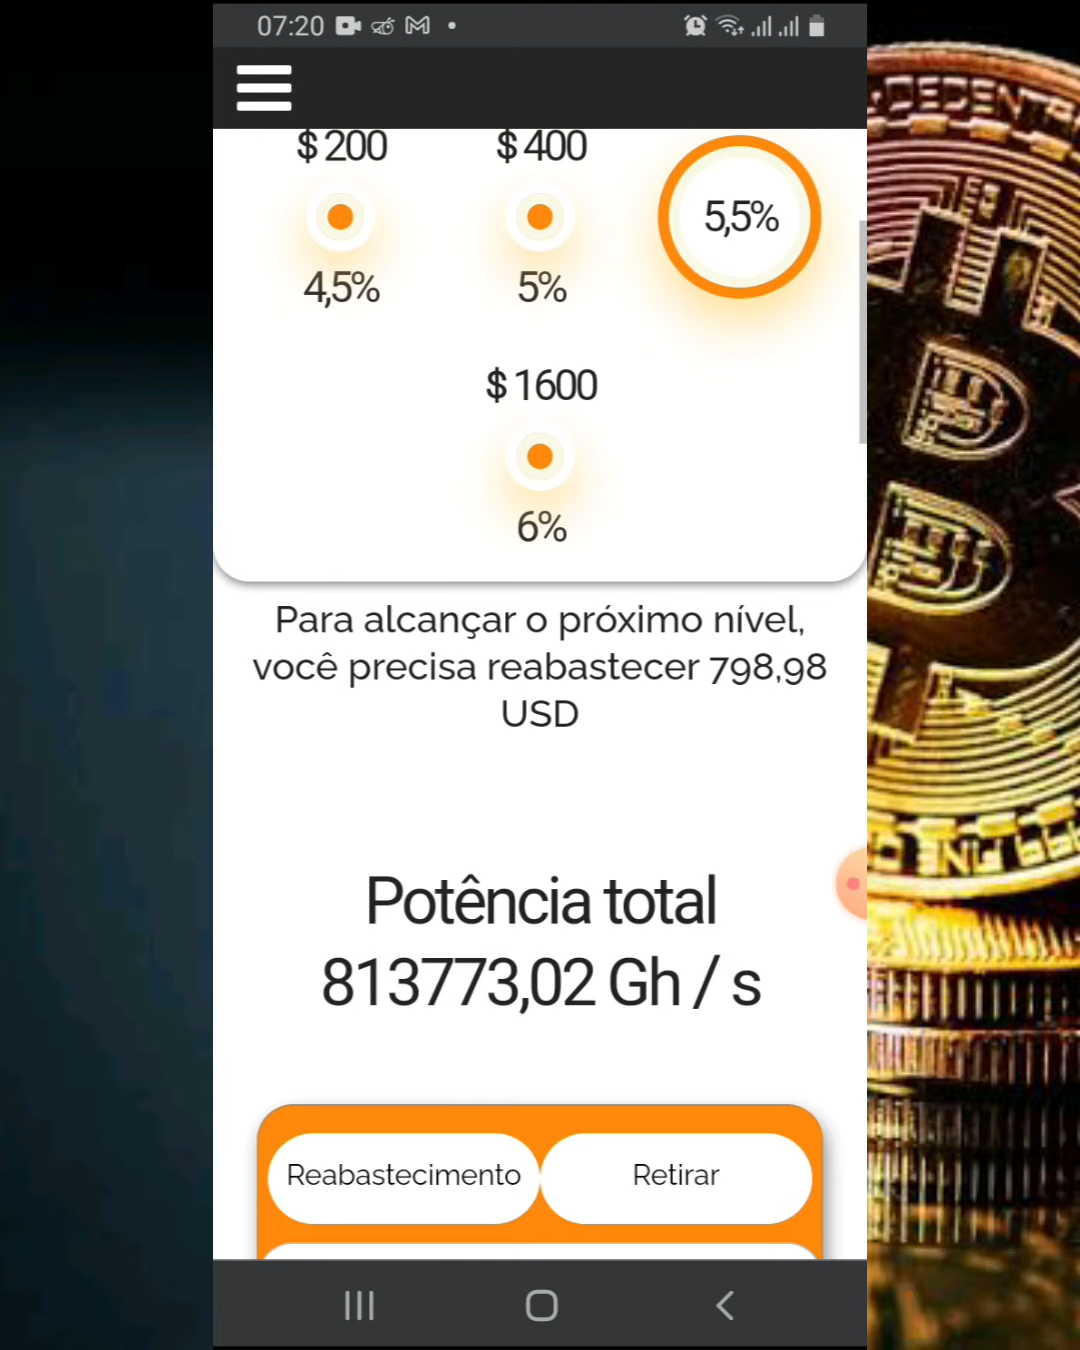 07:20
$ 200
$ 400
5,5%
4,5%
5%
$ 1600
6%
Para alcançar o próximo nível,
você precisa reabastecer 798,98
USD
Potência total
813773,02 Gh / s
Reabastecimento
Retirar